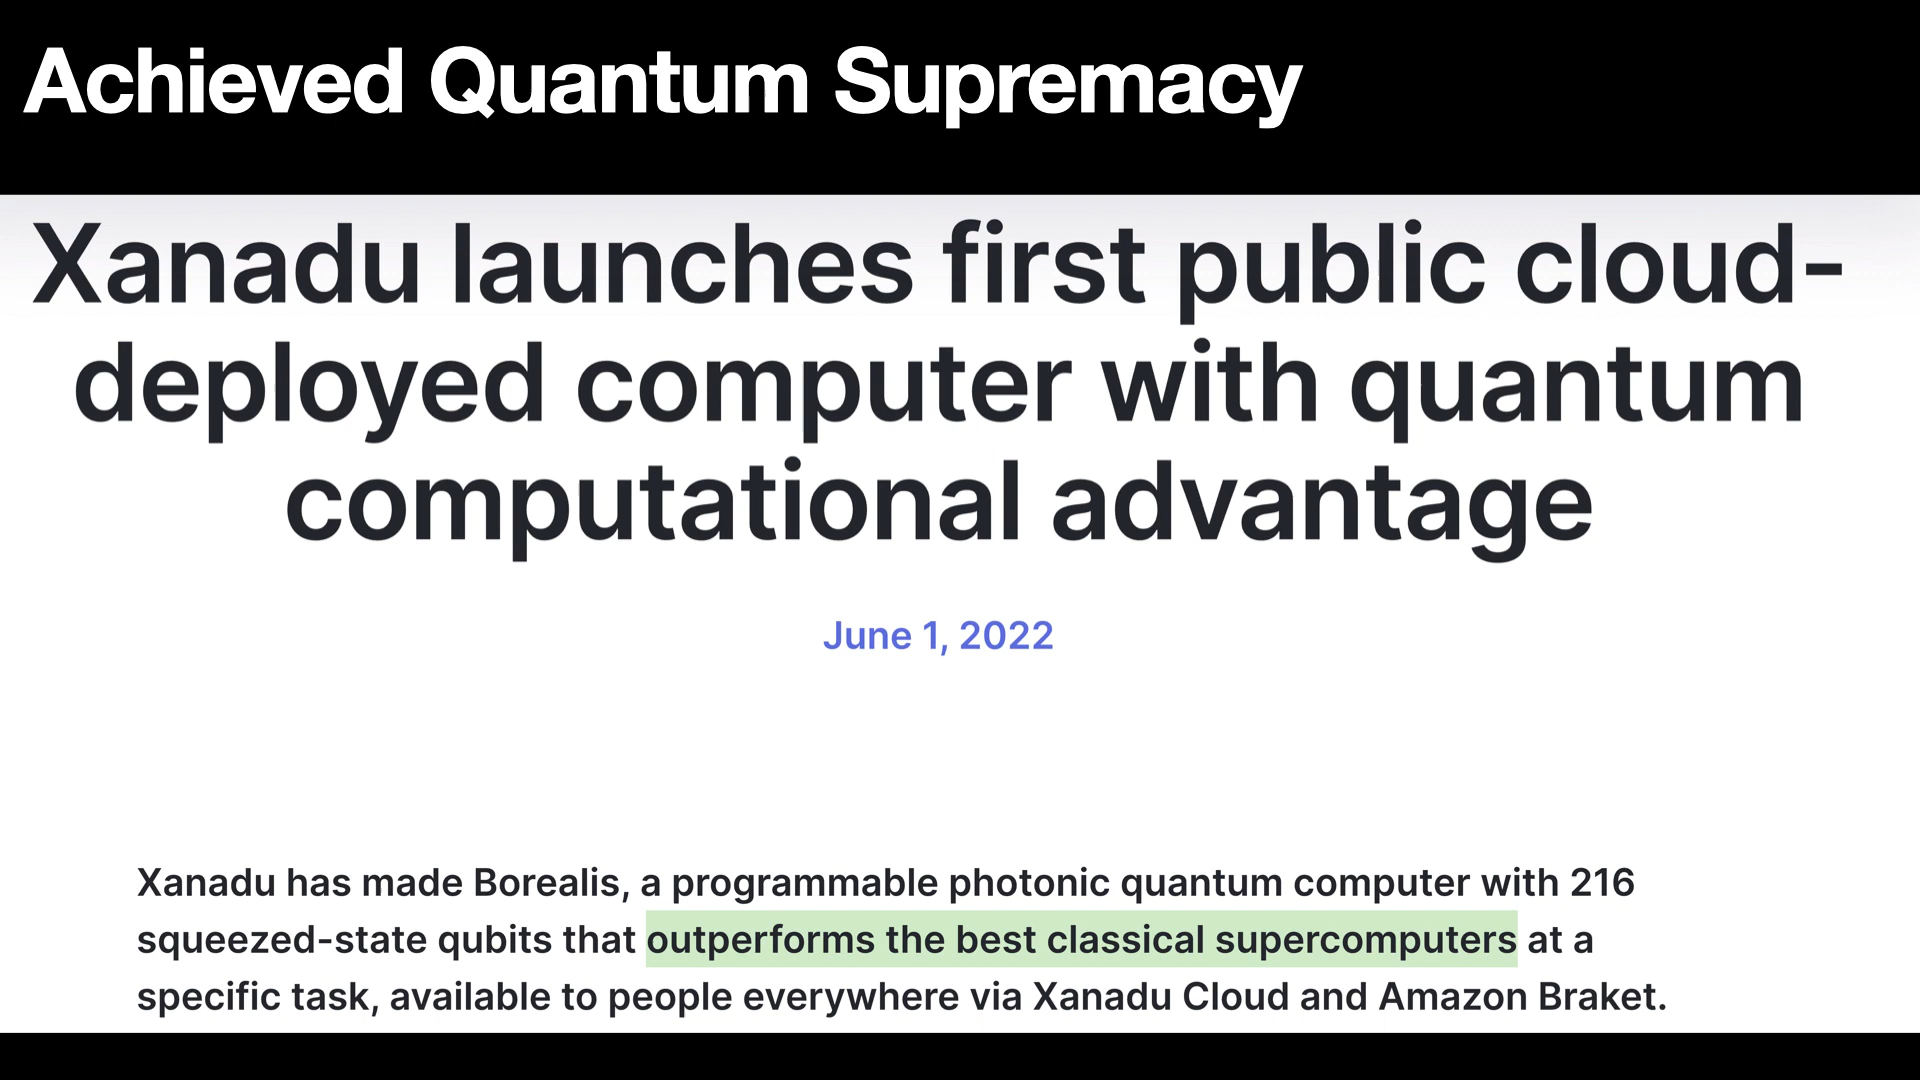 Achieved Quantum Supremacy
Xanadu launches first public cloud-
deployed computer with quantum
computational advantage
June 1, 2022
Xanadu has made Borealis, a programmable photonic quantum computer with 216
squeezed-state qubits that outperforms the best classical supercomputers at a
specific task, available to people everywhere via Xanadu Cloud and Amazon Braket.